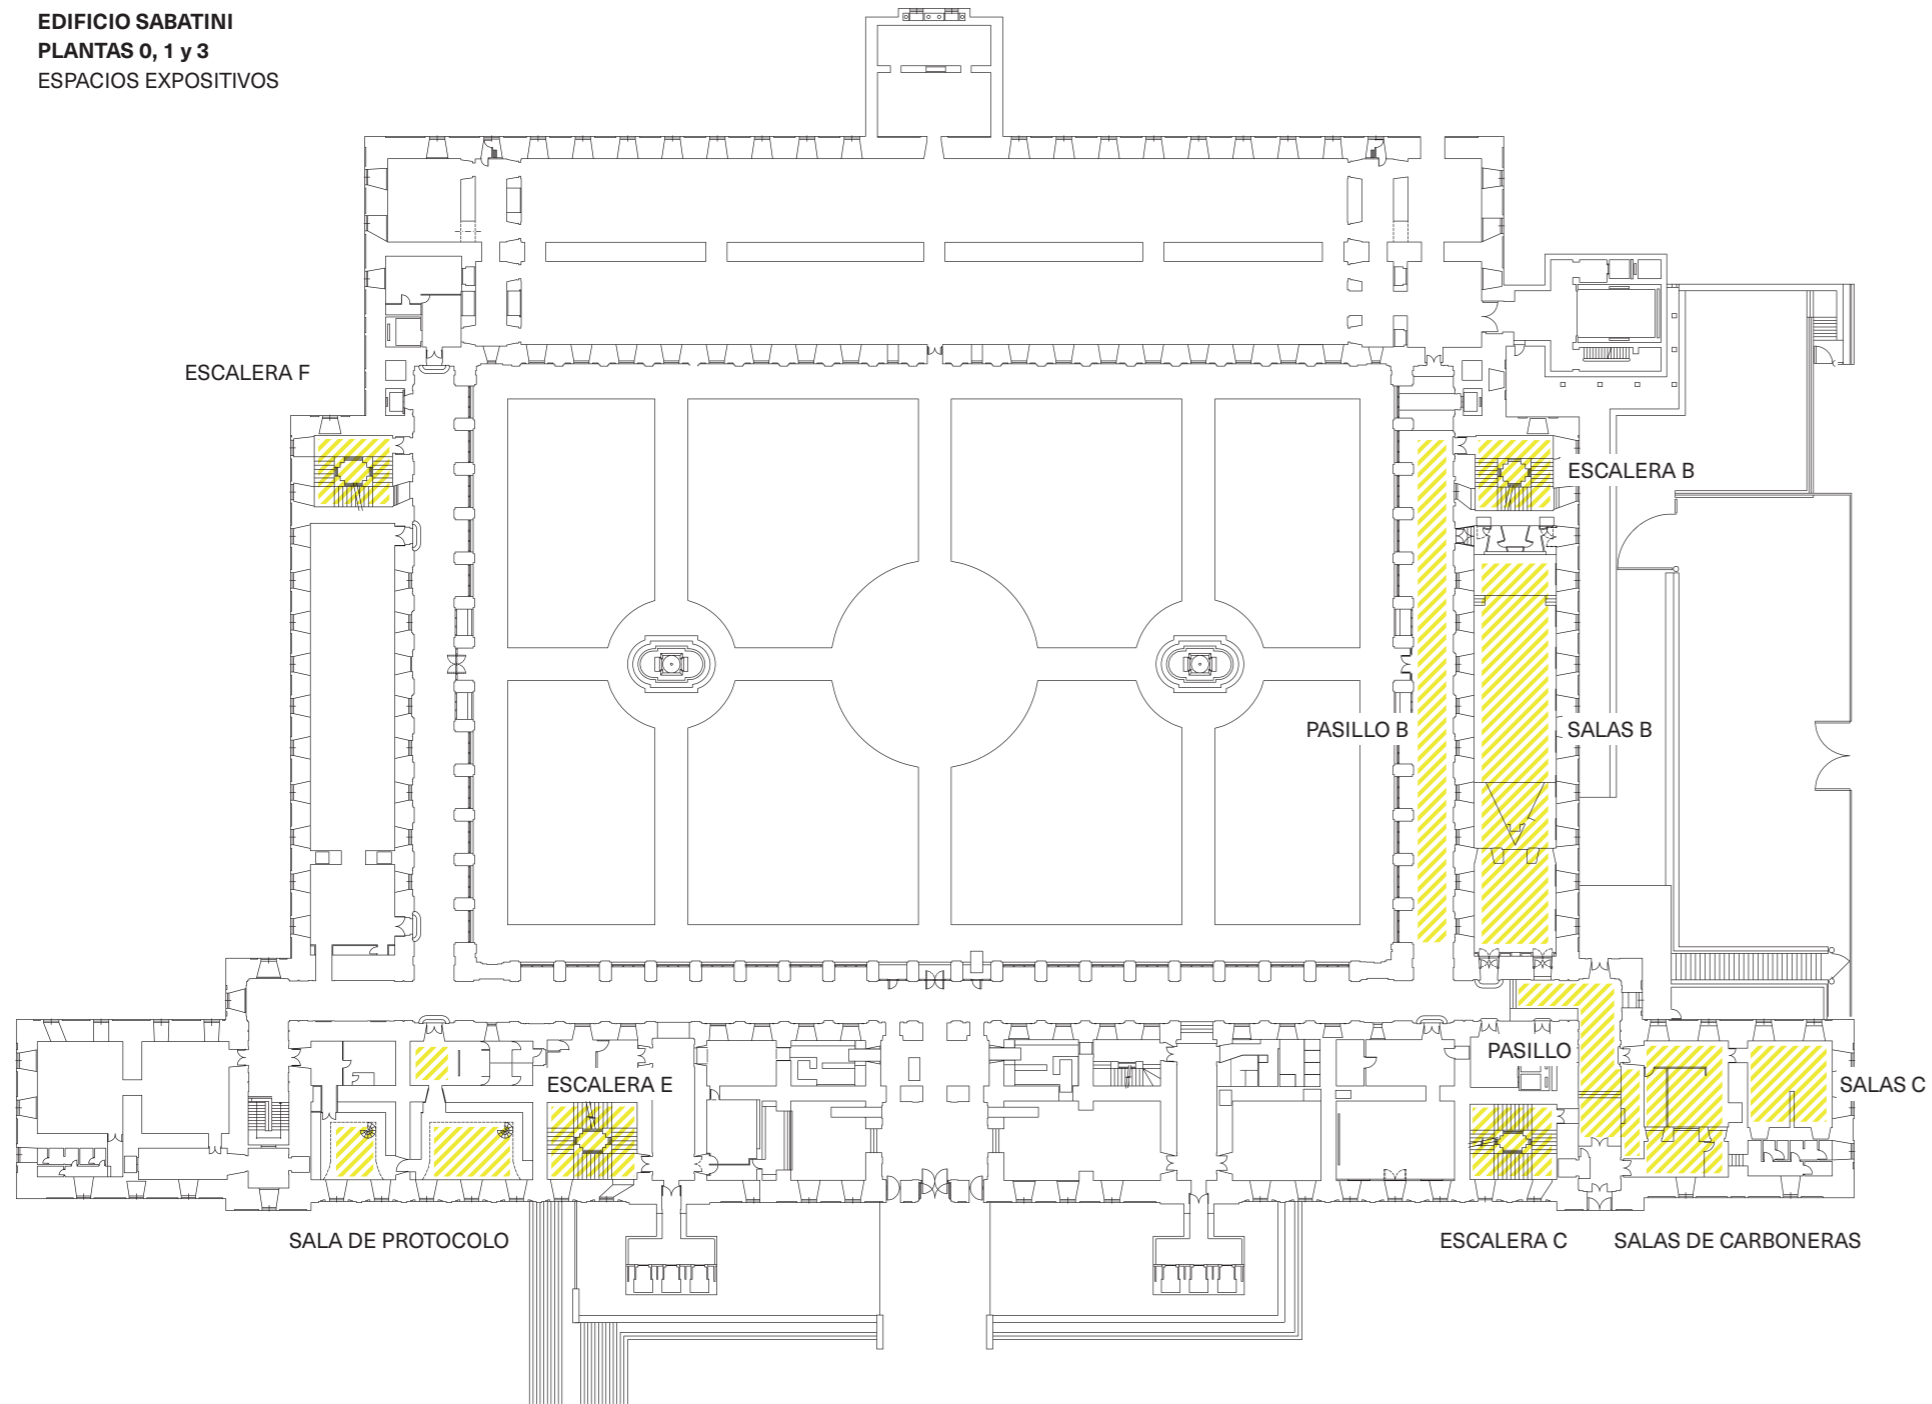 EDIFICIO SABATINI
PLANTAS 0, 1 y 3
ESPACIOS EXPOSITIVOS
ESCALERA F
ESCALERA B
PASILLO B
SALAS B
PASILLO
ESCALERA E
SALAS C
SALA DE PROTOCOLO
ESCALERA C
SALAS DE CARBONERAS